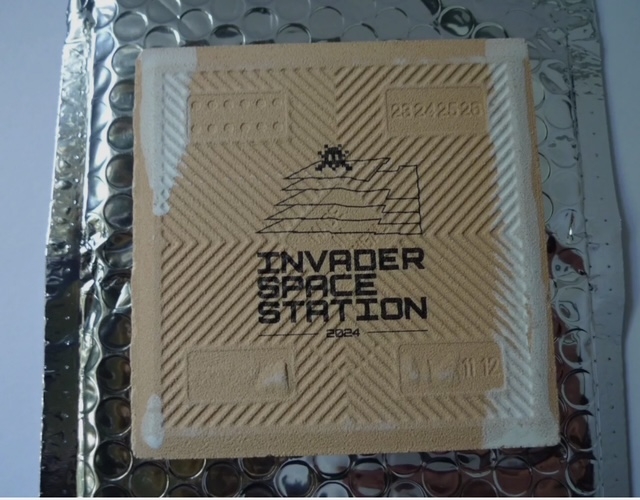 23 24 25 26
INVADER
SPACE
STATION
2024
11 12